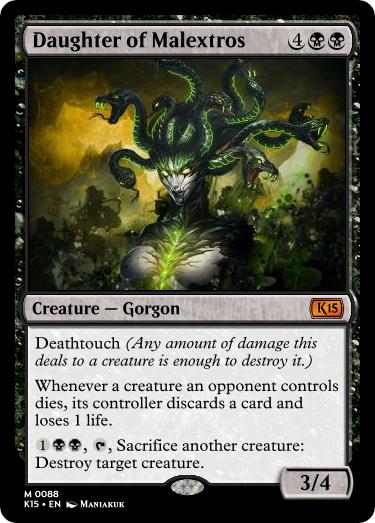 Daughter of Malextros 4
Creature — Gorgon K15
Deathtouch (Any amount of damage this
deals to a creature is enough to destroy it.)
Whenever a creature an opponent controls
dies, its controller discards a card and
loses 1 life.
1, , Sacrifice another creature:
Destroy target creature.
3/4
M 0088
K15 • EN MANIAKUK